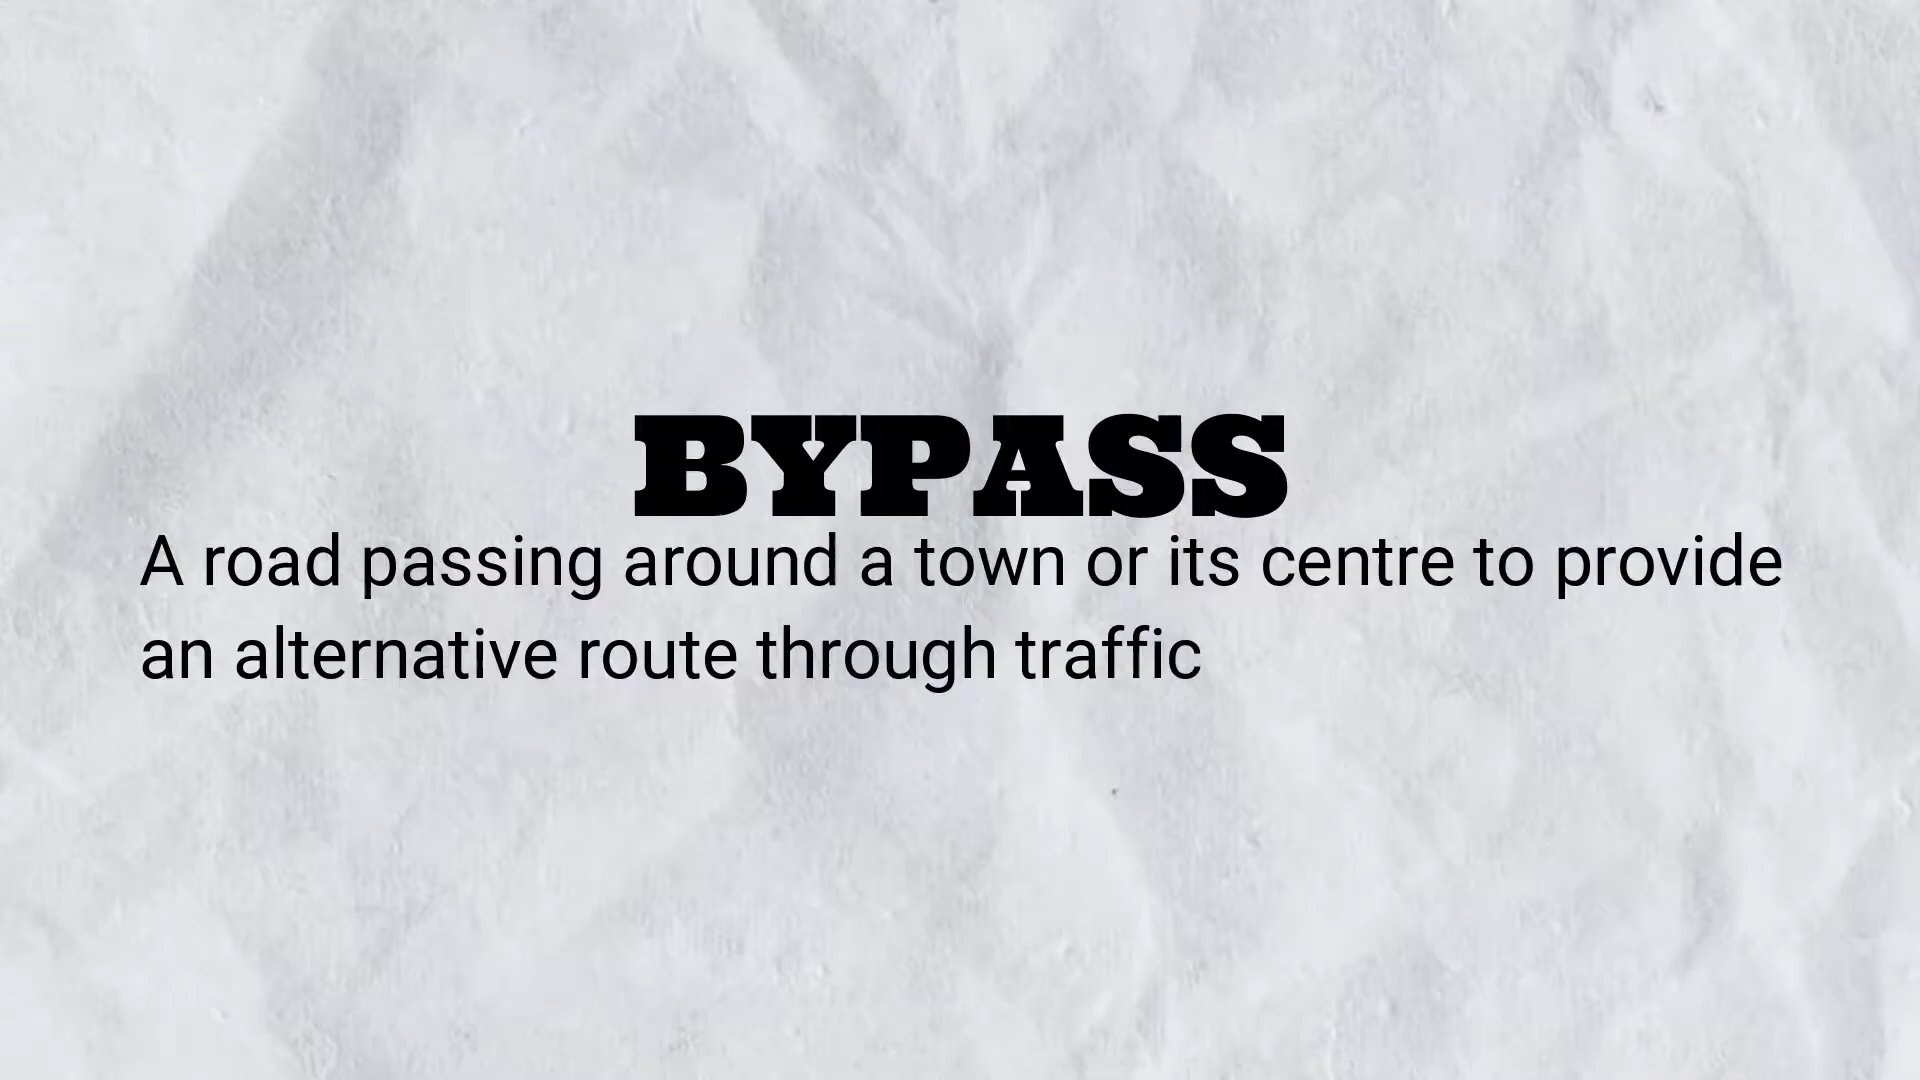 BYPASS
A road passing around a town or its centre to provide
an alternative route through traffic